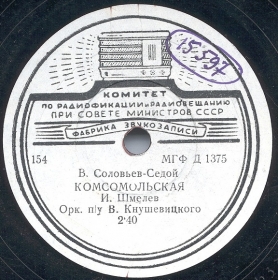 15597
КОМИТЕТ
ПО РАДИОФИКАЦИИ и РАДИОВЕЩАНИЮ
ПРИ СОВЕТЕ МИНИСТРОВ СССР
ФАБРИКА ЗВУКОЗАПИСИ
154 МГФ Д 1375
В. Соловьев-Седой
КОМСОМОЛЬСКАЯ
И. Шмелев
Орк. п/у В. Кнушевицкого
2·40